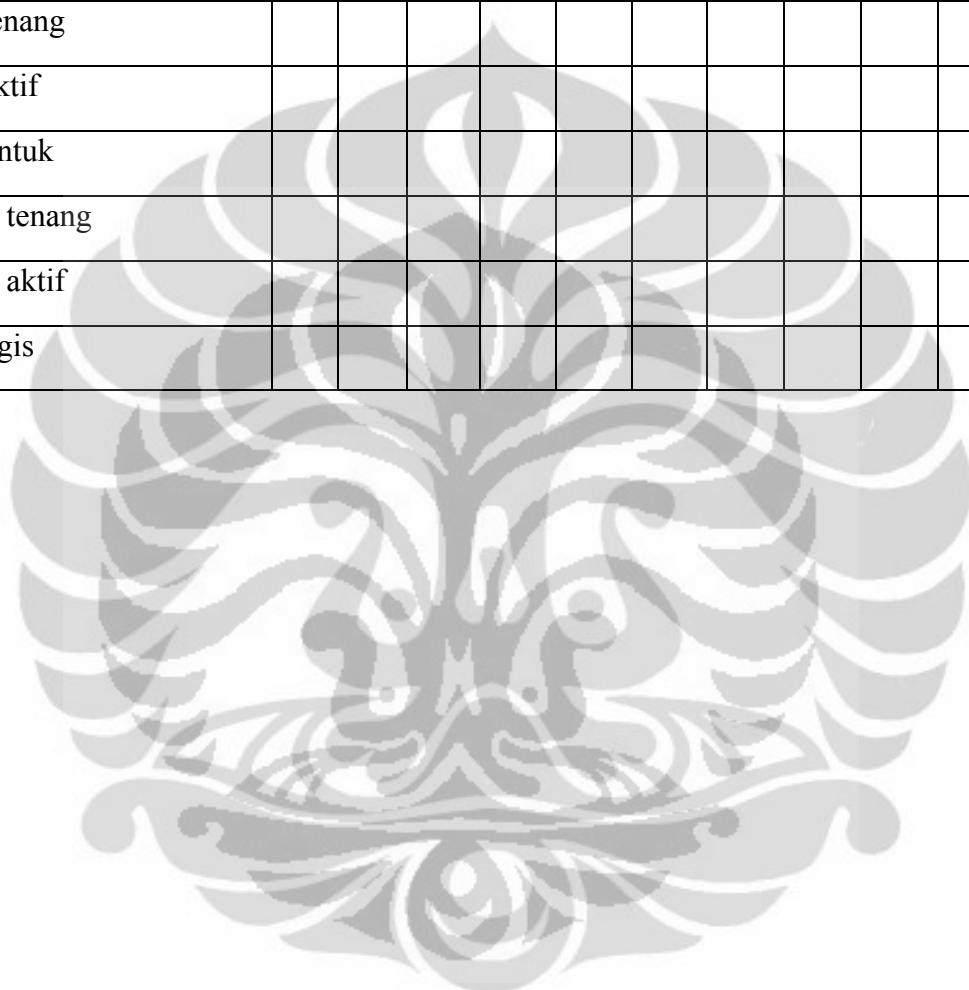 enang
ktif
ntuk
tenang
aktif
gis